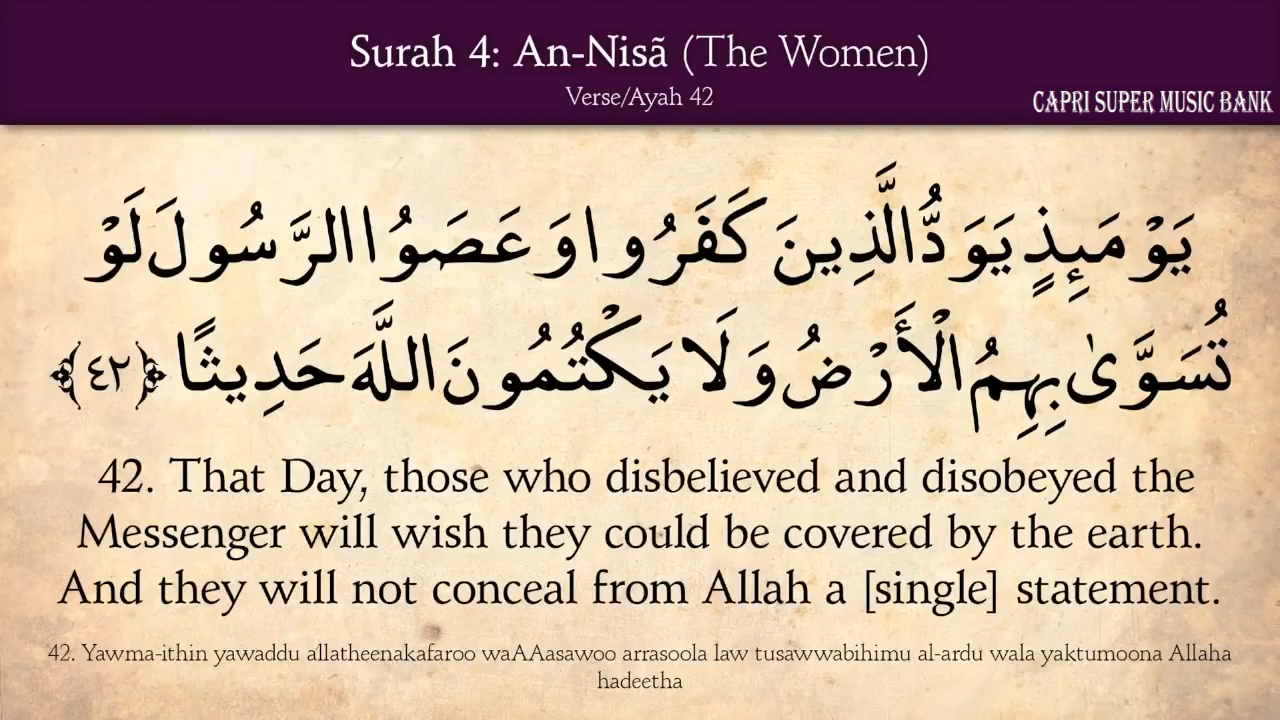 Surah 4: An-Nisã (The Women)
Verse/Ayah 42
CAPRI SUPER MUSIC BANK
يَوْمَئِذٍ يَوَدُّ الَّذِينَ كَفَرُوا وَعَصَوُا الرَّسُولَ لَوْ
تُسَوَّىٰ بِهِمُ الْأَرْضُ وَلَا يَكْتُمُونَ اللَّهَ حَدِيثًا ﴿٤٢﴾
42. That Day, those who disbelieved and disobeyed the
Messenger will wish they could be covered by the earth.
And they will not conceal from Allah a [single] statement.
42. Yawma-ithin yawaddu allatheenakafaroo waAAasawoo arrasoola law tusawwabihimu al-ardu wala yaktumoona Allaha
hadeetha